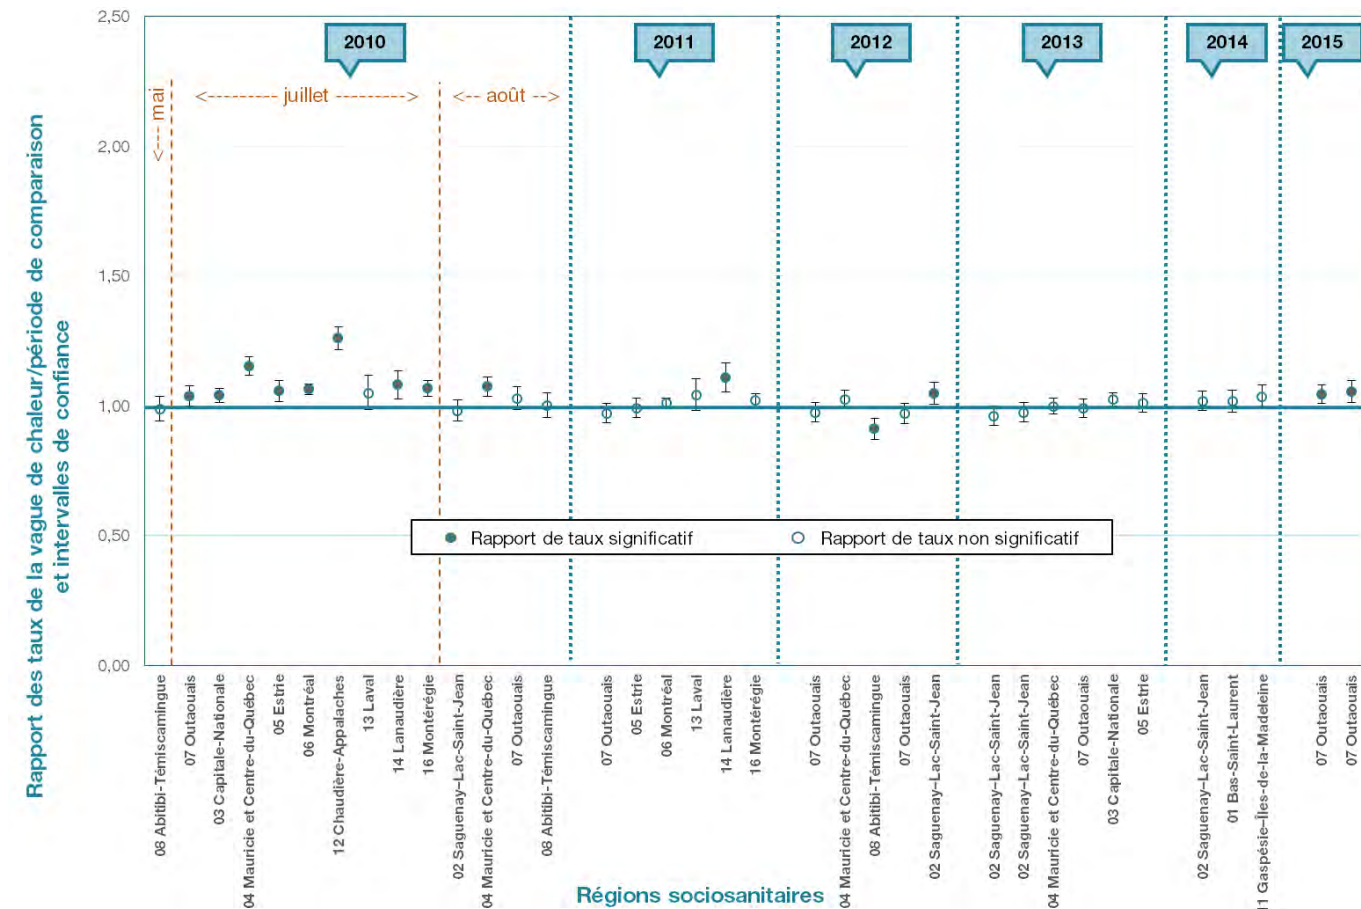 Rapport des taux de la vague de chaleur/période de comparaison
et intervalles de confiance
2,50
2,00
1,50
1,00
0,50
0,00
2010
2011
2012
2013
2014
2015
<--- mai
<-------- juillet -------->
<-- août -->
Rapport de taux significatif
Rapport de taux non significatif
08 Abitibi-Témiscamingue
07 Outaouais
03 Capitale-Nationale
04 Mauricie et Centre-du-Québec
05 Estrie
06 Montréal
12 Chaudière-Appalaches
13 Laval
14 Lanaudière
16 Montérégie
02 Saguenay–Lac-Saint-Jean
04 Mauricie et Centre-du-Québec
07 Outaouais
08 Abitibi-Témiscamingue
07 Outaouais
05 Estrie
06 Montréal
13 Laval
14 Lanaudière
16 Montérégie
07 Outaouais
04 Mauricie et Centre-du-Québec
08 Abitibi-Témiscamingue
07 Outaouais
02 Saguenay–Lac-Saint-Jean
02 Saguenay–Lac-Saint-Jean
02 Saguenay–Lac-Saint-Jean
04 Mauricie et Centre-du-Québec
07 Outaouais
03 Capitale-Nationale
05 Estrie
02 Saguenay–Lac-Saint-Jean
01 Bas-Saint-Laurent
11 Gaspésie–Îles-de-la-Madeleine
07 Outaouais
07 Outaouais
Régions sociosanitaires